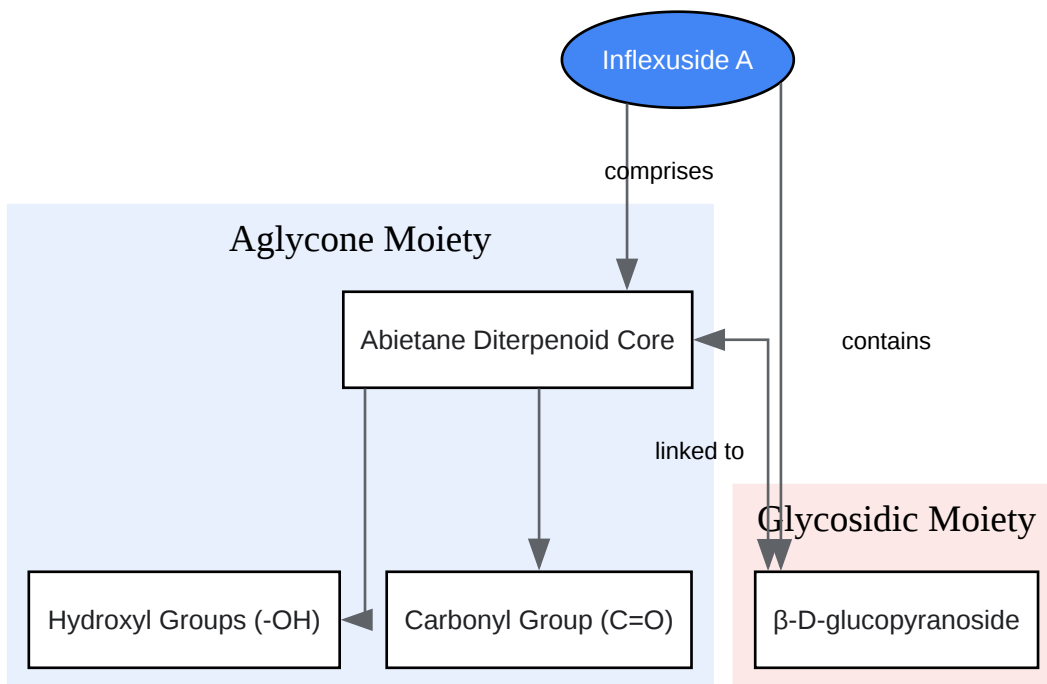 Inflexuside A
comprises
Aglycone Moiety
Abietane Diterpenoid Core
contains
linked to
Glycosidic Moiety
Hydroxyl Groups (-OH)
Carbonyl Group (C=O)
β-D-glucopyranoside